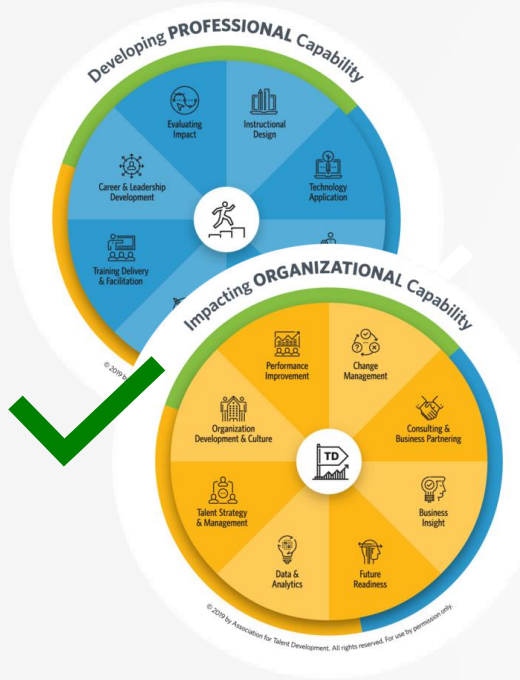 Developing PROFESSIONAL Capability
Evaluating
Impact
Instructional
Design
Career & Leadership
Development
Technology
Application
Training Delivery
& Facilitation
© 2019 by
Impacting ORGANIZATIONAL Capability
Performance
Improvement
Change
Management
Organization
Development & Culture
Consulting &
Business Partnering
TD
Talent Strategy
& Management
Business
Insight
Data &
Analytics
Future
Readiness
© 2019 by Association for Talent Development. All rights reserved. For use by permission only.